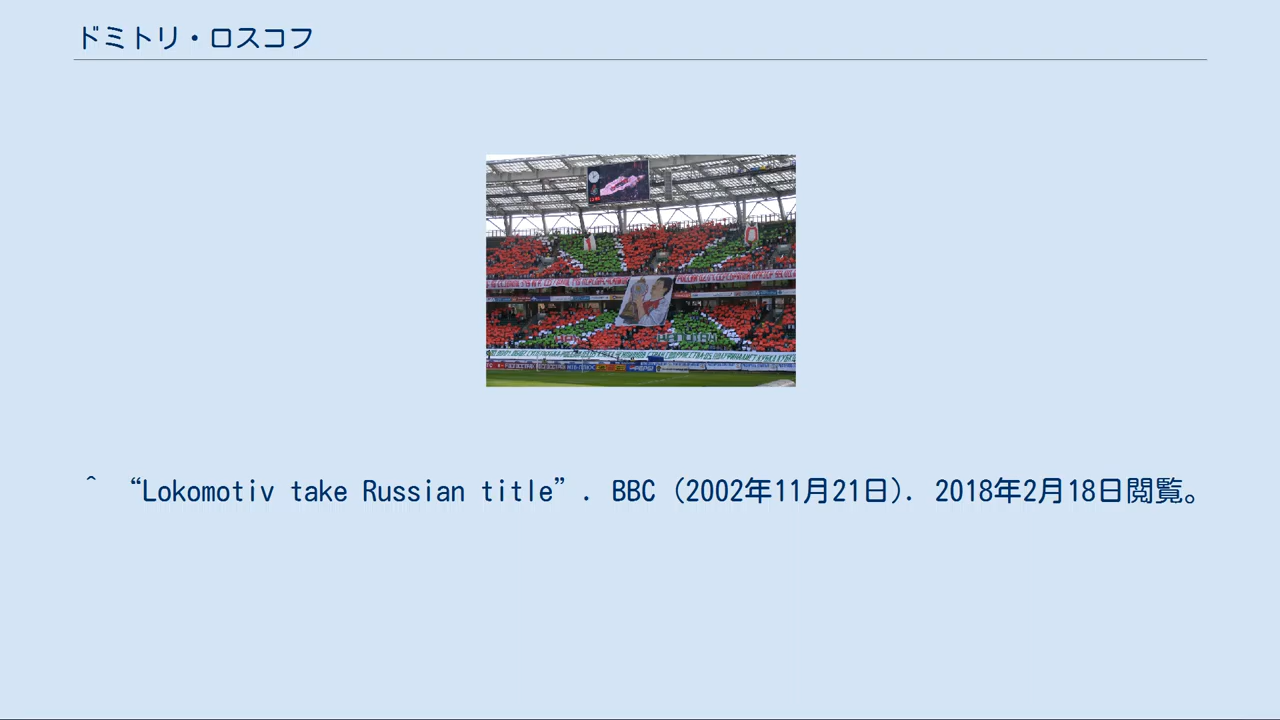 ドミトリ・ロスコフ
^ “Lokomotiv take Russian title”. BBC (2002年11月21日). 2018年2月18日閲覧。